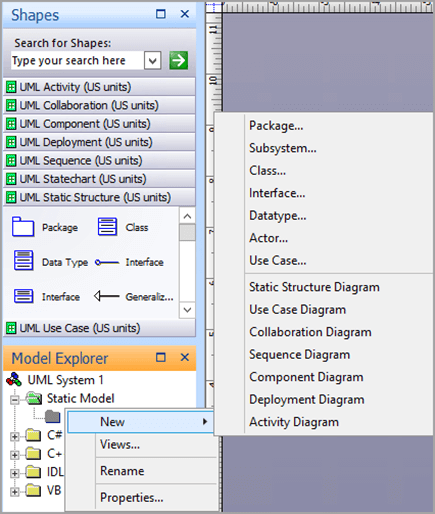 Shapes
Search for Shapes:
Type your search here
UML Activity (US units)
UML Collaboration (US units)
UML Component (US units)
UML Deployment (US units)
UML Sequence (US units)
UML Statechart (US units)
UML Static Structure (US units)
Package Class
Data Type Interface
Interface Generaliz...
UML Use Case (US units)
Model Explorer
UML System 1
Static Model
C#
C+
IDL
VB
New
Views...
Rename
Properties...
Package...
Subsystem...
Class...
Interface...
Datatype...
Actor...
Use Case...
Static Structure Diagram
Use Case Diagram
Collaboration Diagram
Sequence Diagram
Component Diagram
Deployment Diagram
Activity Diagram